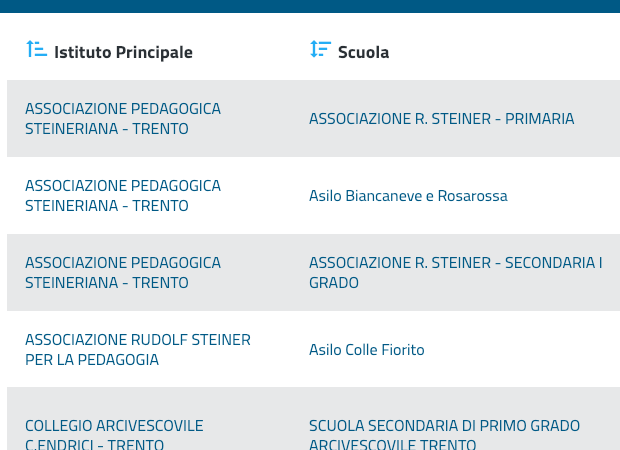 Istituto Principale
Scuola
ASSOCIAZIONE PEDAGOGICA
STEINERIANA - TRENTO
ASSOCIAZIONE R. STEINER - PRIMARIA
ASSOCIAZIONE PEDAGOGICA
STEINERIANA - TRENTO
Asilo Biancaneve e Rosarossa
ASSOCIAZIONE PEDAGOGICA
STEINERIANA - TRENTO
ASSOCIAZIONE R. STEINER - SECONDARIA I
GRADO
ASSOCIAZIONE RUDOLF STEINER
PER LA PEDAGOGIA
Asilo Colle Fiorito
COLLEGIO ARCIVESCOVILE
C.ENDRICI - TRENTO
SCUOLA SECONDARIA DI PRIMO GRADO
ARCIVESCOVILE TRENTO